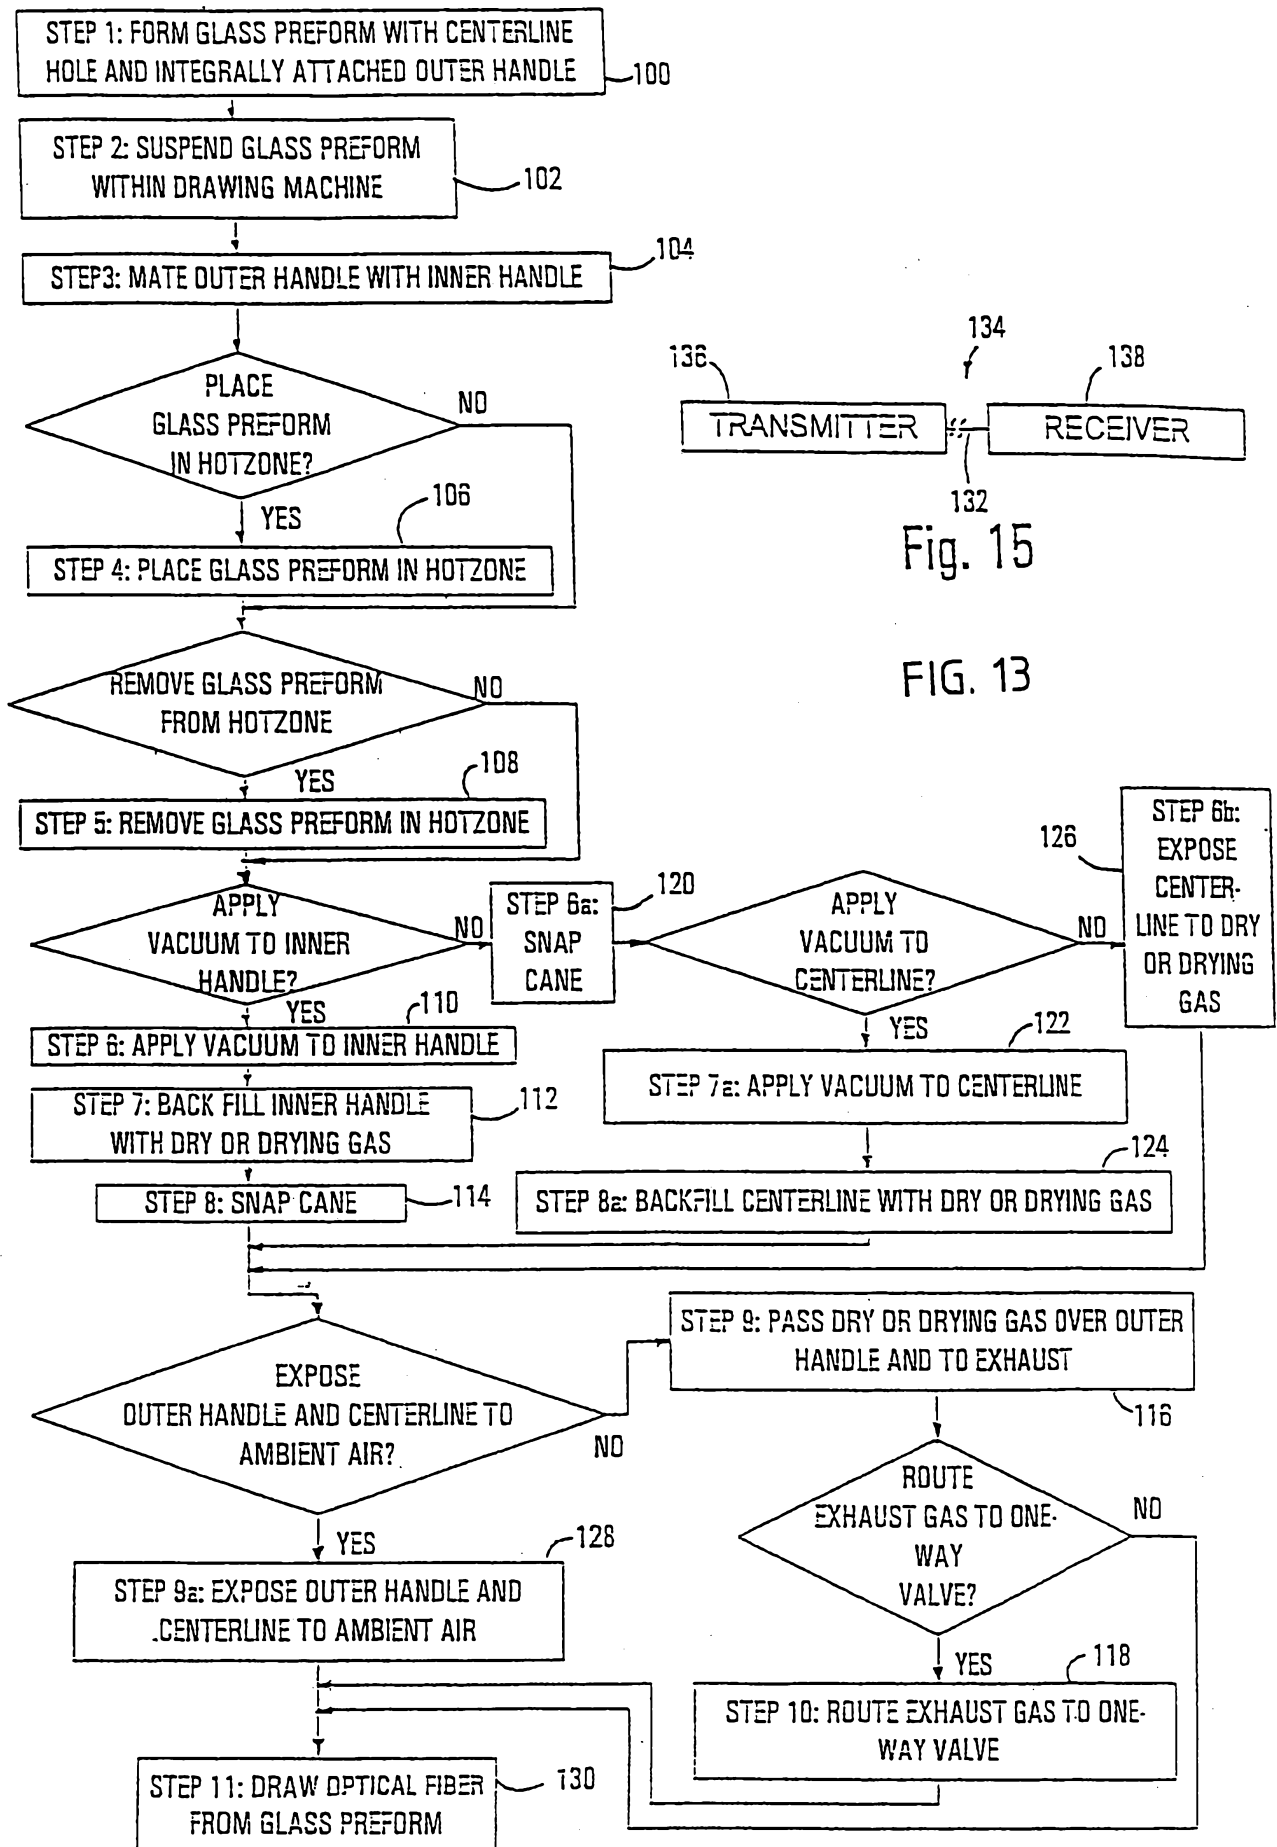 STEP 1: FORM GLASS PREFORM WITH CENTERLINE
HOLE AND INTEGRALLY ATTACHED OUTER HANDLE
100
STEP 2: SUSPEND GLASS PREFORM
WITHIN DRAWING MACHINE
102
STEP3: MATE OUTER HANDLE WITH INNER HANDLE
104
PLACE
GLASS PREFORM
IN HOTZONE?
NO
YES
106
STEP 4: PLACE GLASS PREFORM IN HOTZONE
134
136
138
TRANSMITTER
RECEIVER
132
Fig. 15
FIG. 13
REMOVE GLASS PREFORM
FROM HOTZONE
NO
YES
108
STEP 5: REMOVE GLASS PREFORM IN HOTZONE
APPLY
VACUUM TO INNER
HANDLE?
NO
YES
STEP 6a:
SNAP
CANE
120
APPLY
VACUUM TO
CENTERLINE?
NO
YES
126
STEP 6b:
EXPOSE
CENTER-
LINE TO DRY
OR DRYING
GAS
110
STEP 6: APPLY VACUUM TO INNER HANDLE
122
STEP 7a: APPLY VACUUM TO CENTERLINE
STEP 7: BACK FILL INNER HANDLE
WITH DRY OR DRYING GAS
112
124
STEP 8a: BACKFILL CENTERLINE WITH DRY OR DRYING GAS
STEP 8: SNAP CANE
114
EXPOSE
OUTER HANDLE AND CENTERLINE TO
AMBIENT AIR?
NO
YES
STEP 9: PASS DRY OR DRYING GAS OVER OUTER
HANDLE AND TO EXHAUST
116
ROUTE
EXHAUST GAS TO ONE-
WAY
VALVE?
NO
YES
128
STEP 9a: EXPOSE OUTER HANDLE AND
CENTERLINE TO AMBIENT AIR
118
STEP 10: ROUTE EXHAUST GAS TO ONE-
WAY VALVE
STEP 11: DRAW OPTICAL FIBER
FROM GLASS PREFORM
130